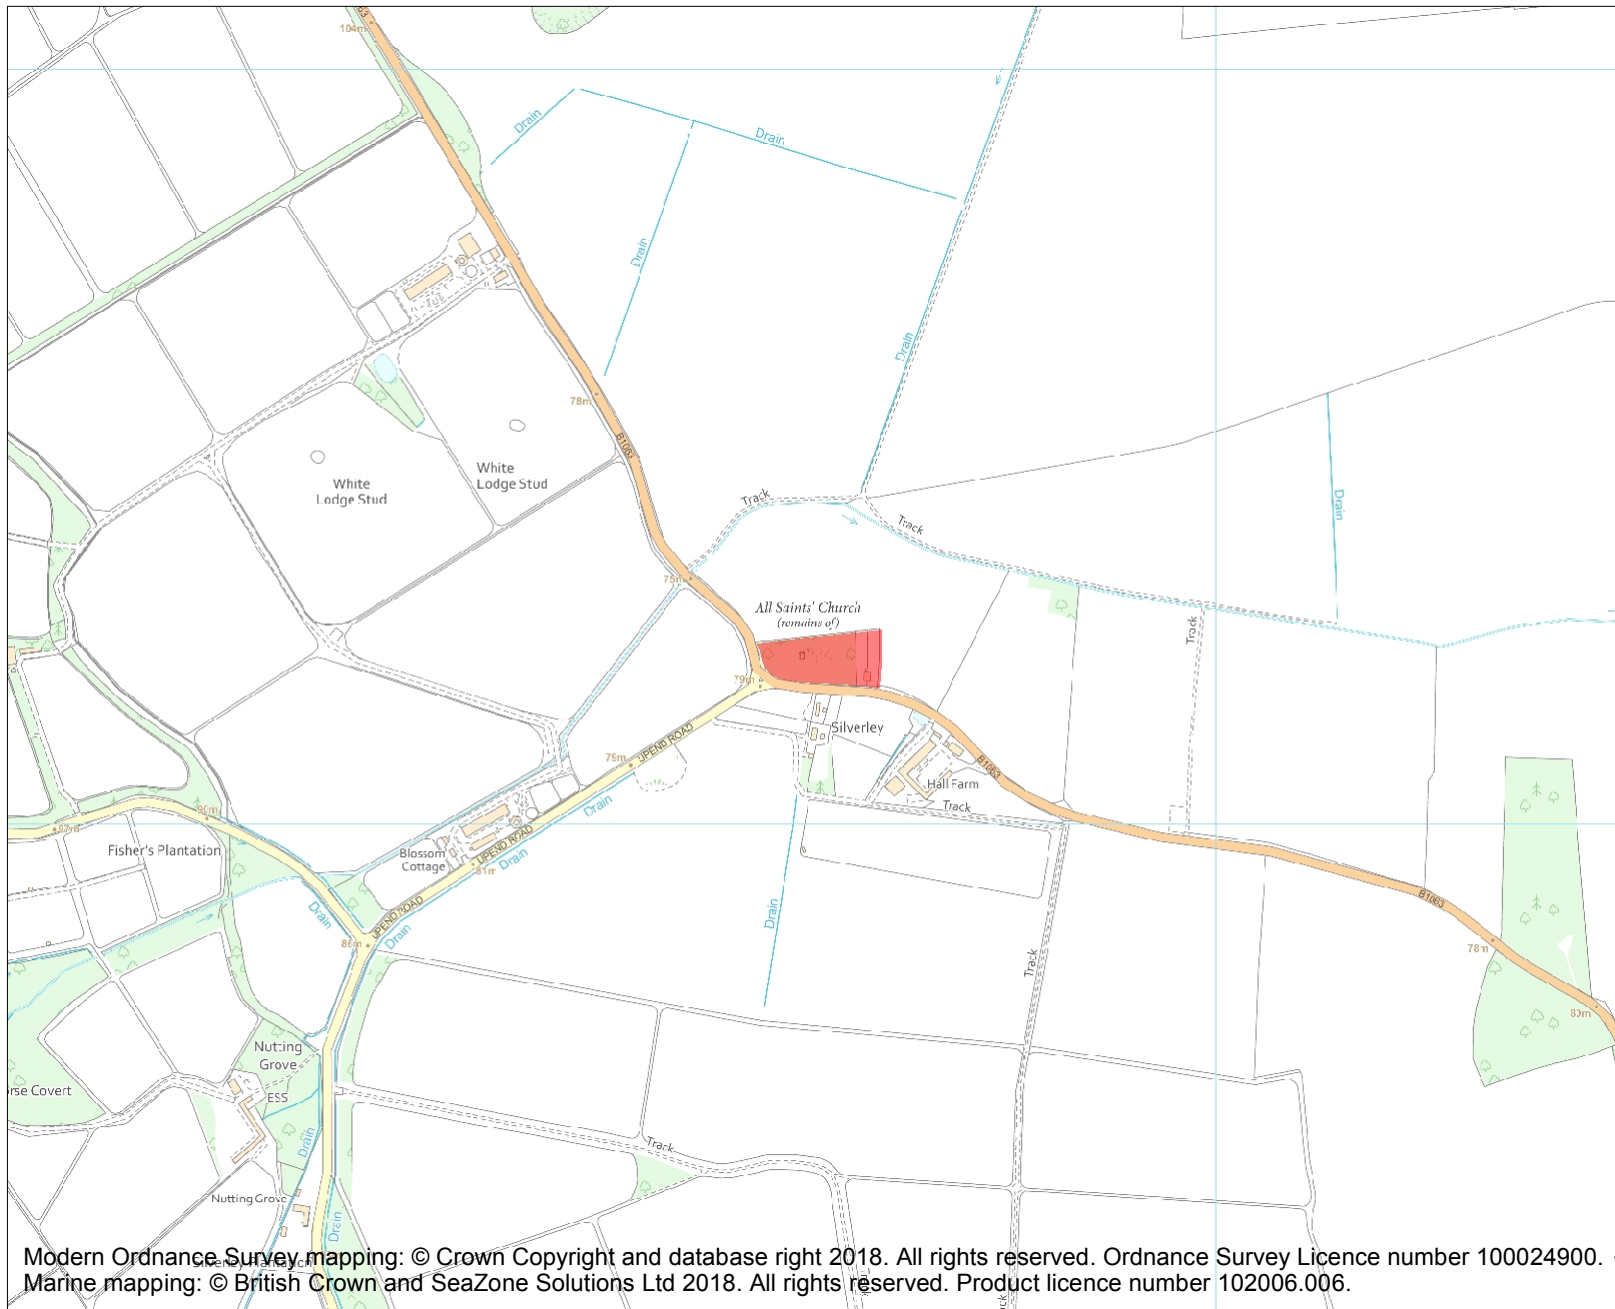 104m
Drain
Drain
Drain
Drain
78m
B1063
White
Lodge Stud
White
Lodge Stud
Track
Track
Drain
75m
All Saints' Church
(remains of)
Track
79m
Silverley
UPEND ROAD
79m
B1063
Hall Farm
Track
Drain
Fisher's Plantation
Blossom
Cottage
UPEND ROAD
81m
Drain
Drain
UPEND ROAD
Drain
Drain
86m
B1063
78m
Track
80m
Nutting
Grove
ESS
orse Covert
Drain
Track
Nutting Grove
Drain
Modern Ordnance Survey mapping: © Crown Copyright and database right 2018. All rights reserved. Ordnance Survey Licence number 100024900.
Marine mapping: © British Crown and SeaZone Solutions Ltd 2018. All rights reserved. Product licence number 102006.006.